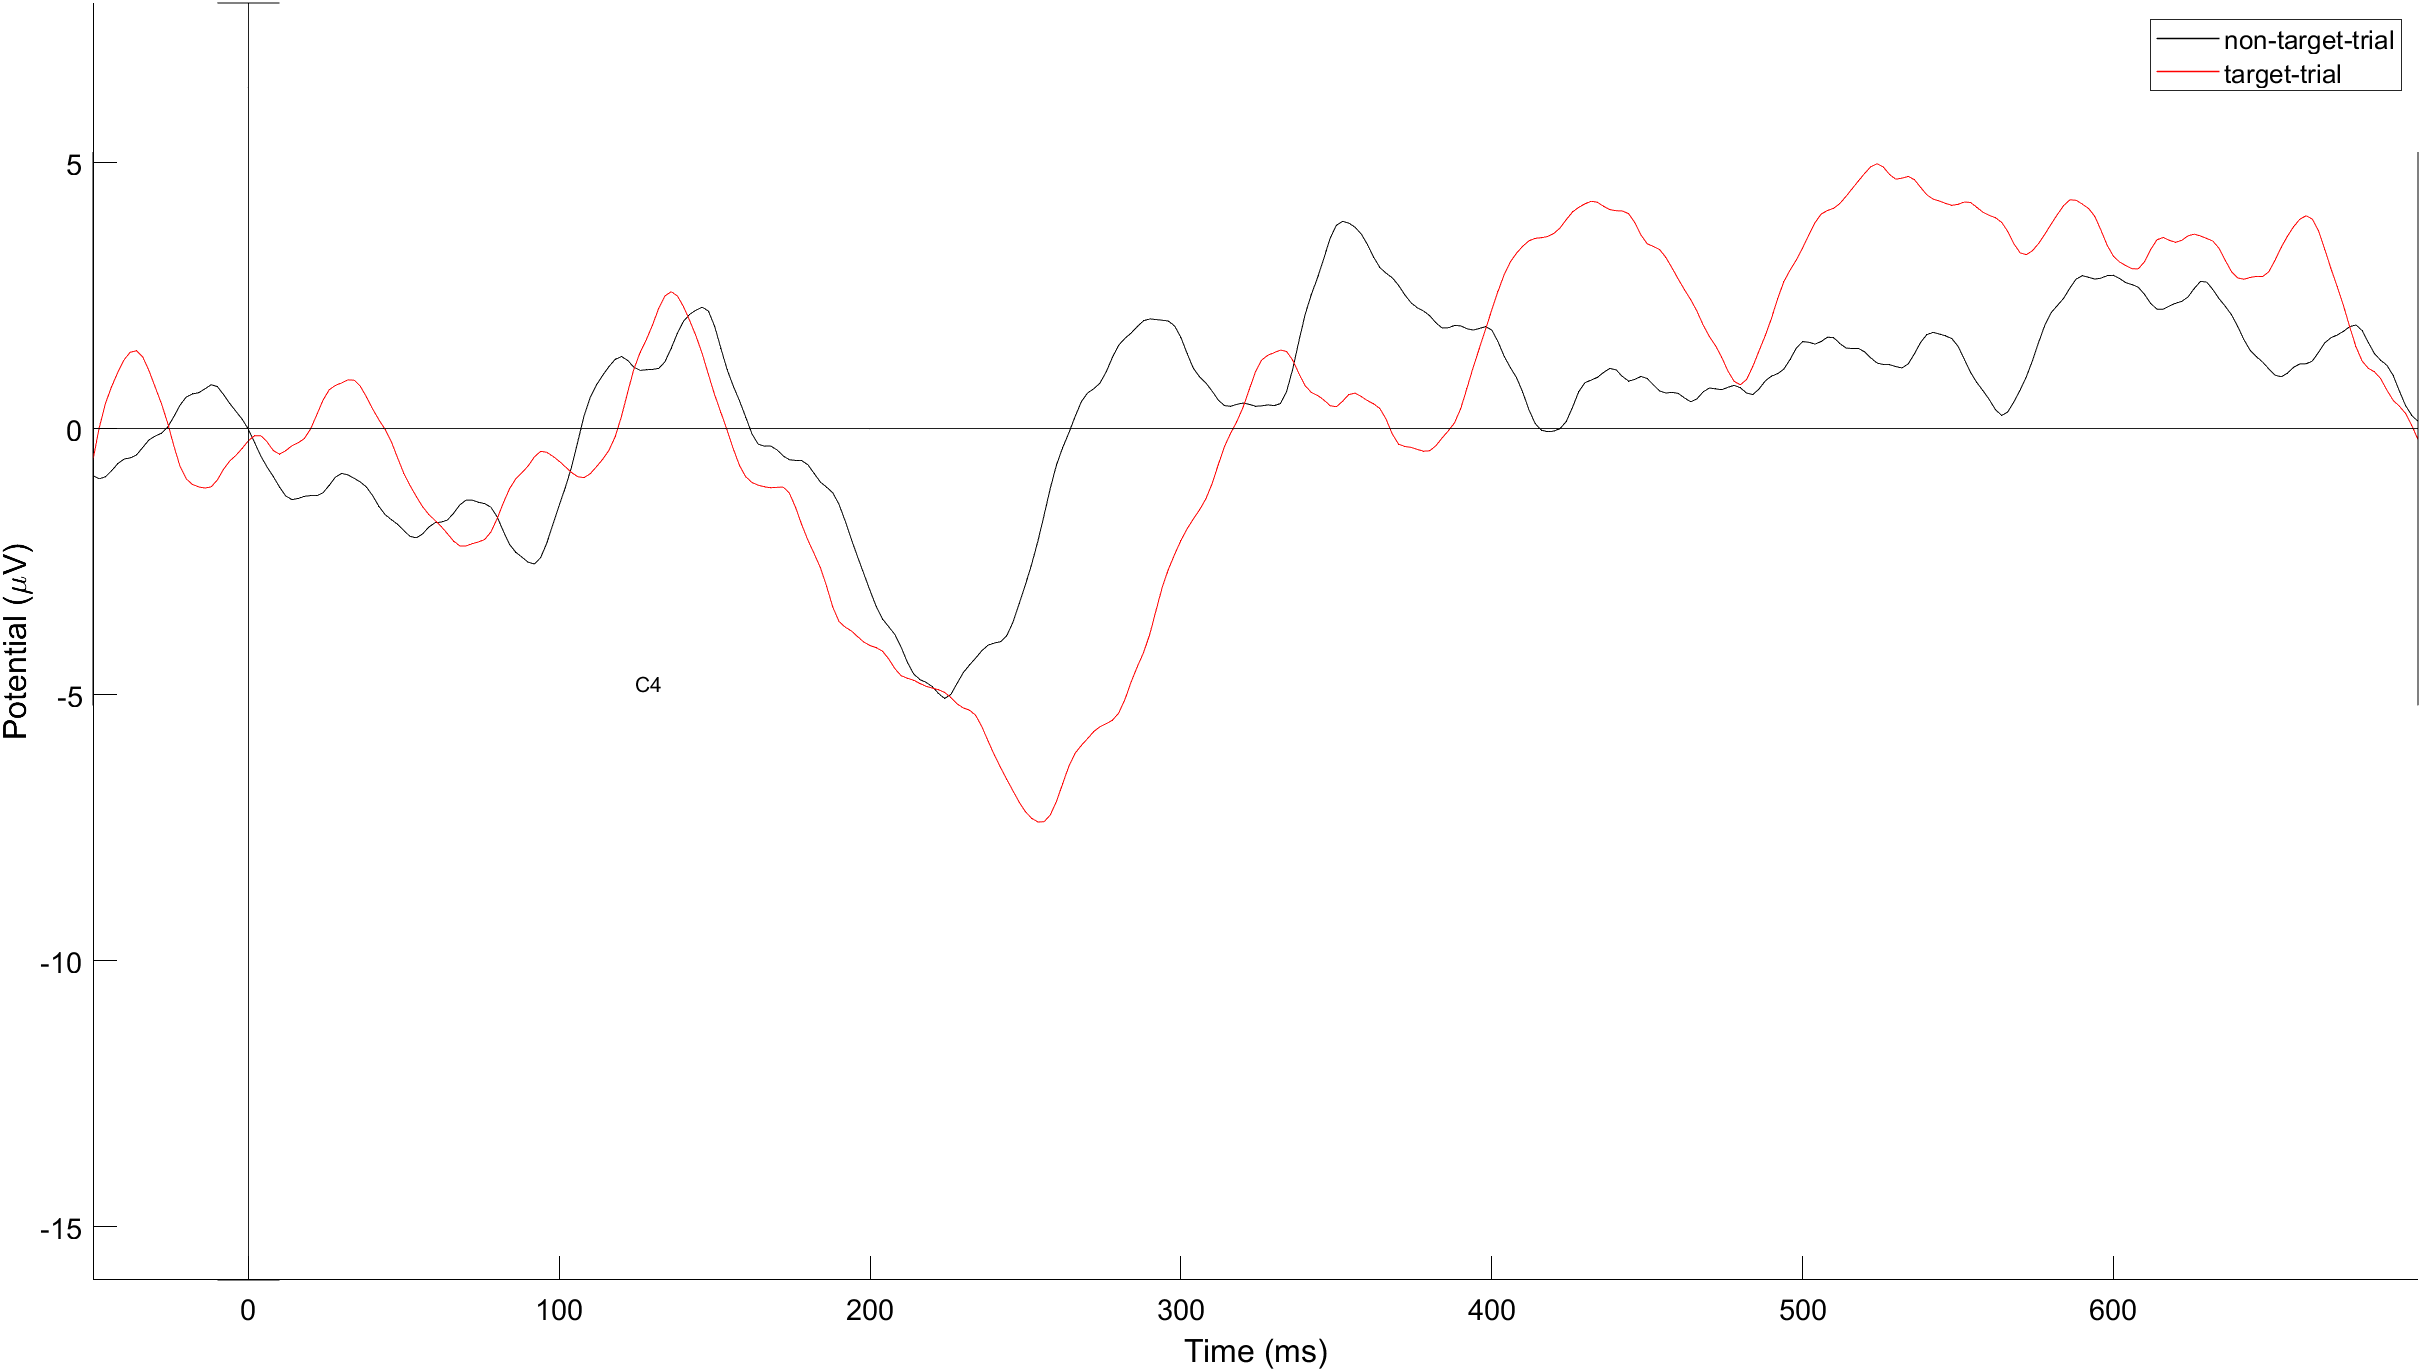 non-target-trial
target-trial
5
0
-5
-10
-15
Potential (μV)
C4
0 100 200 300 400 500 600
Time (ms)